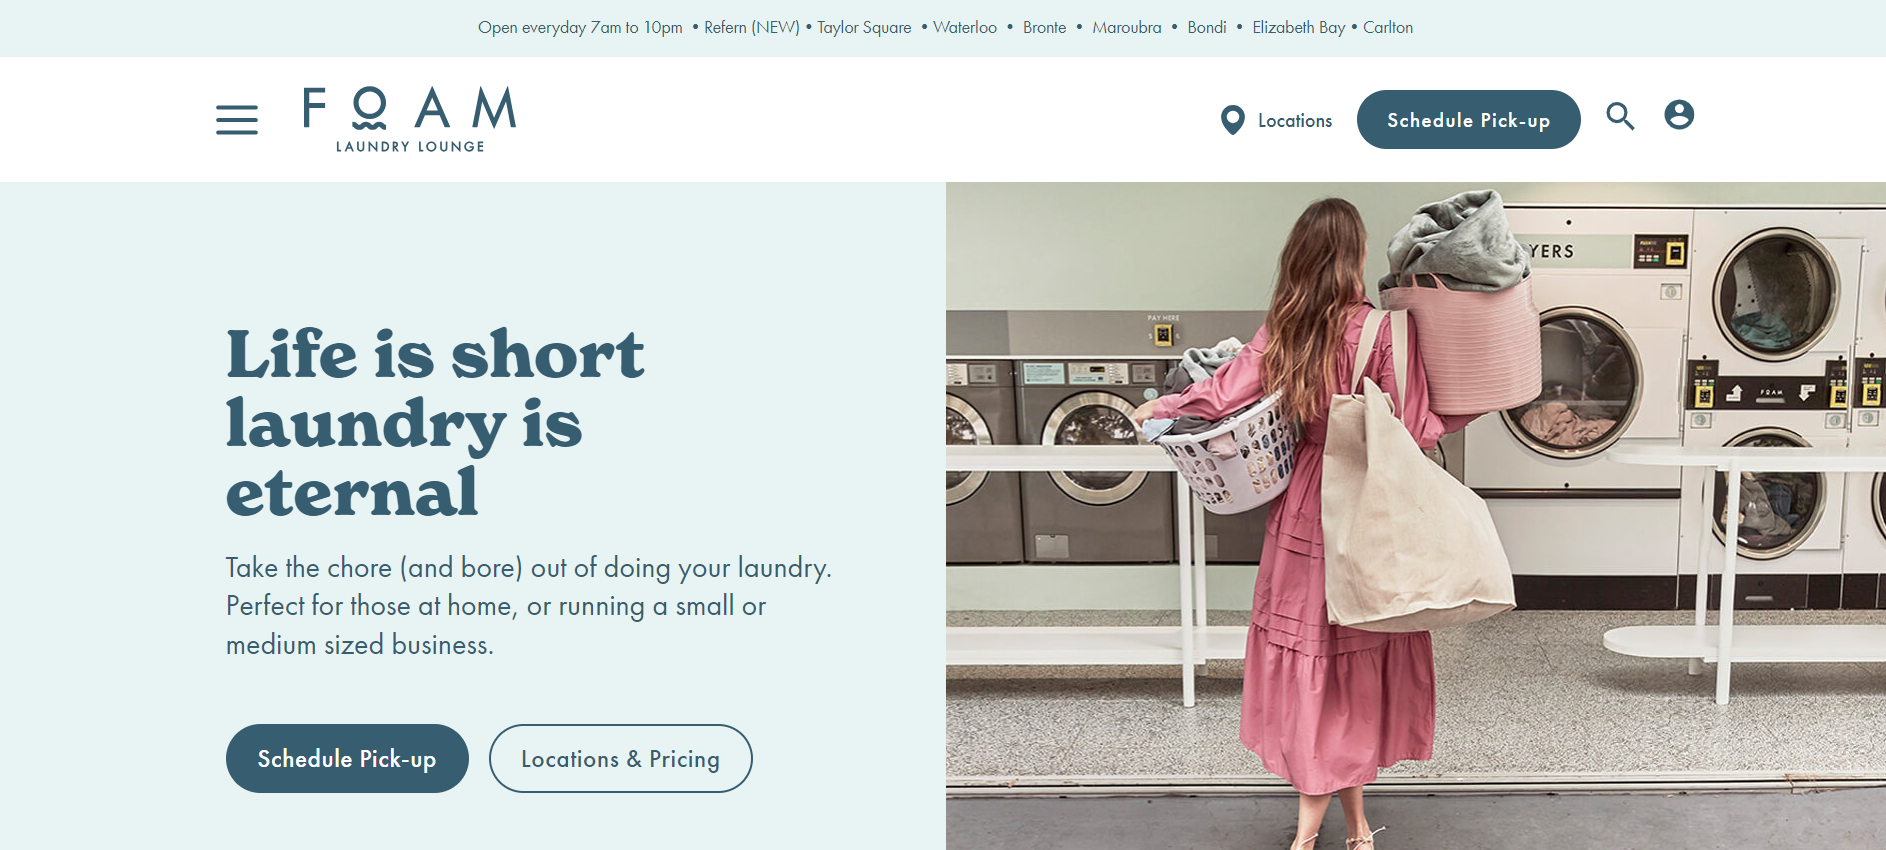 Open everyday 7am to 10pm • Refern (NEW) • Taylor Square • Waterloo • Bronte • Maroubra • Bondi • Elizabeth Bay • Carlton
FOAM
LAUNDRY LOUNGE
Locations
Schedule Pick-up
YERS
PAY HERE
FOAM
Life is short
laundry is
eternal
Take the chore (and bore) out of doing your laundry.
Perfect for those at home, or running a small or
medium sized business.
Schedule Pick-up
Locations & Pricing